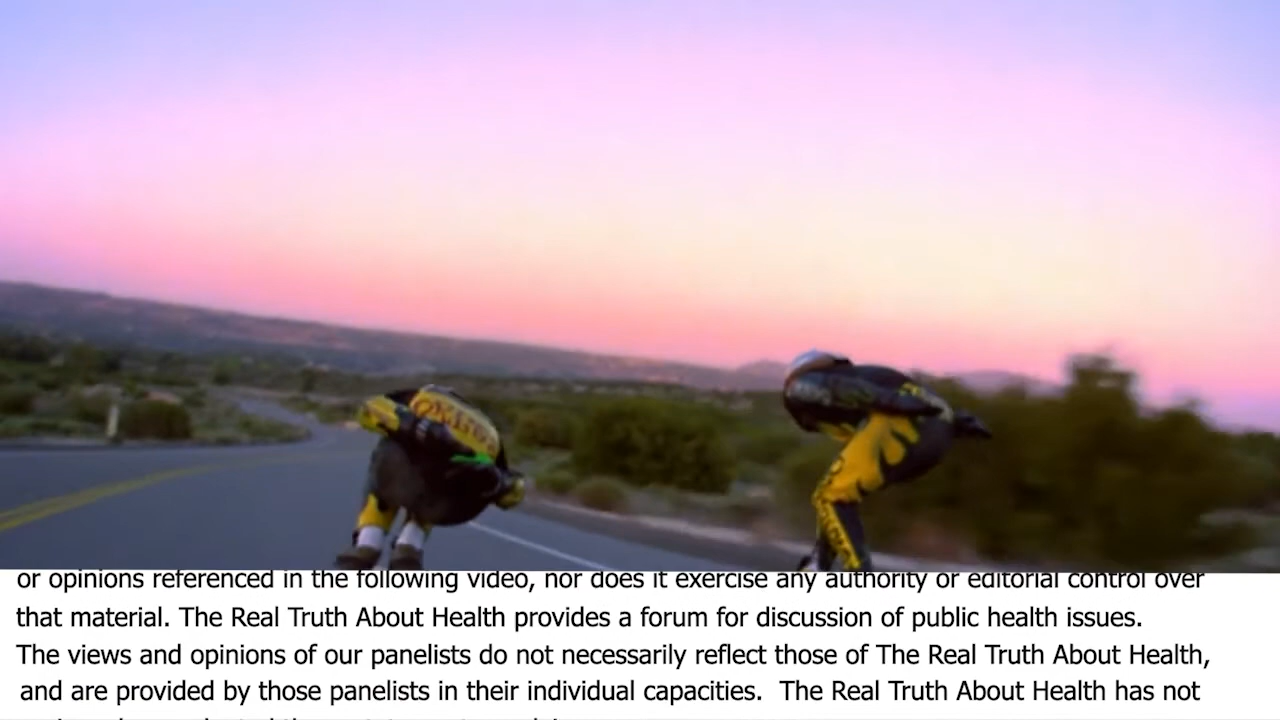 or opinions referenced in the following video, nor does it exercise any authority or editorial control over
that material. The Real Truth About Health provides a forum for discussion of public health issues.
The views and opinions of our panelists do not necessarily reflect those of The Real Truth About Health,
and are provided by those panelists in their individual capacities.  The Real Truth About Health has not